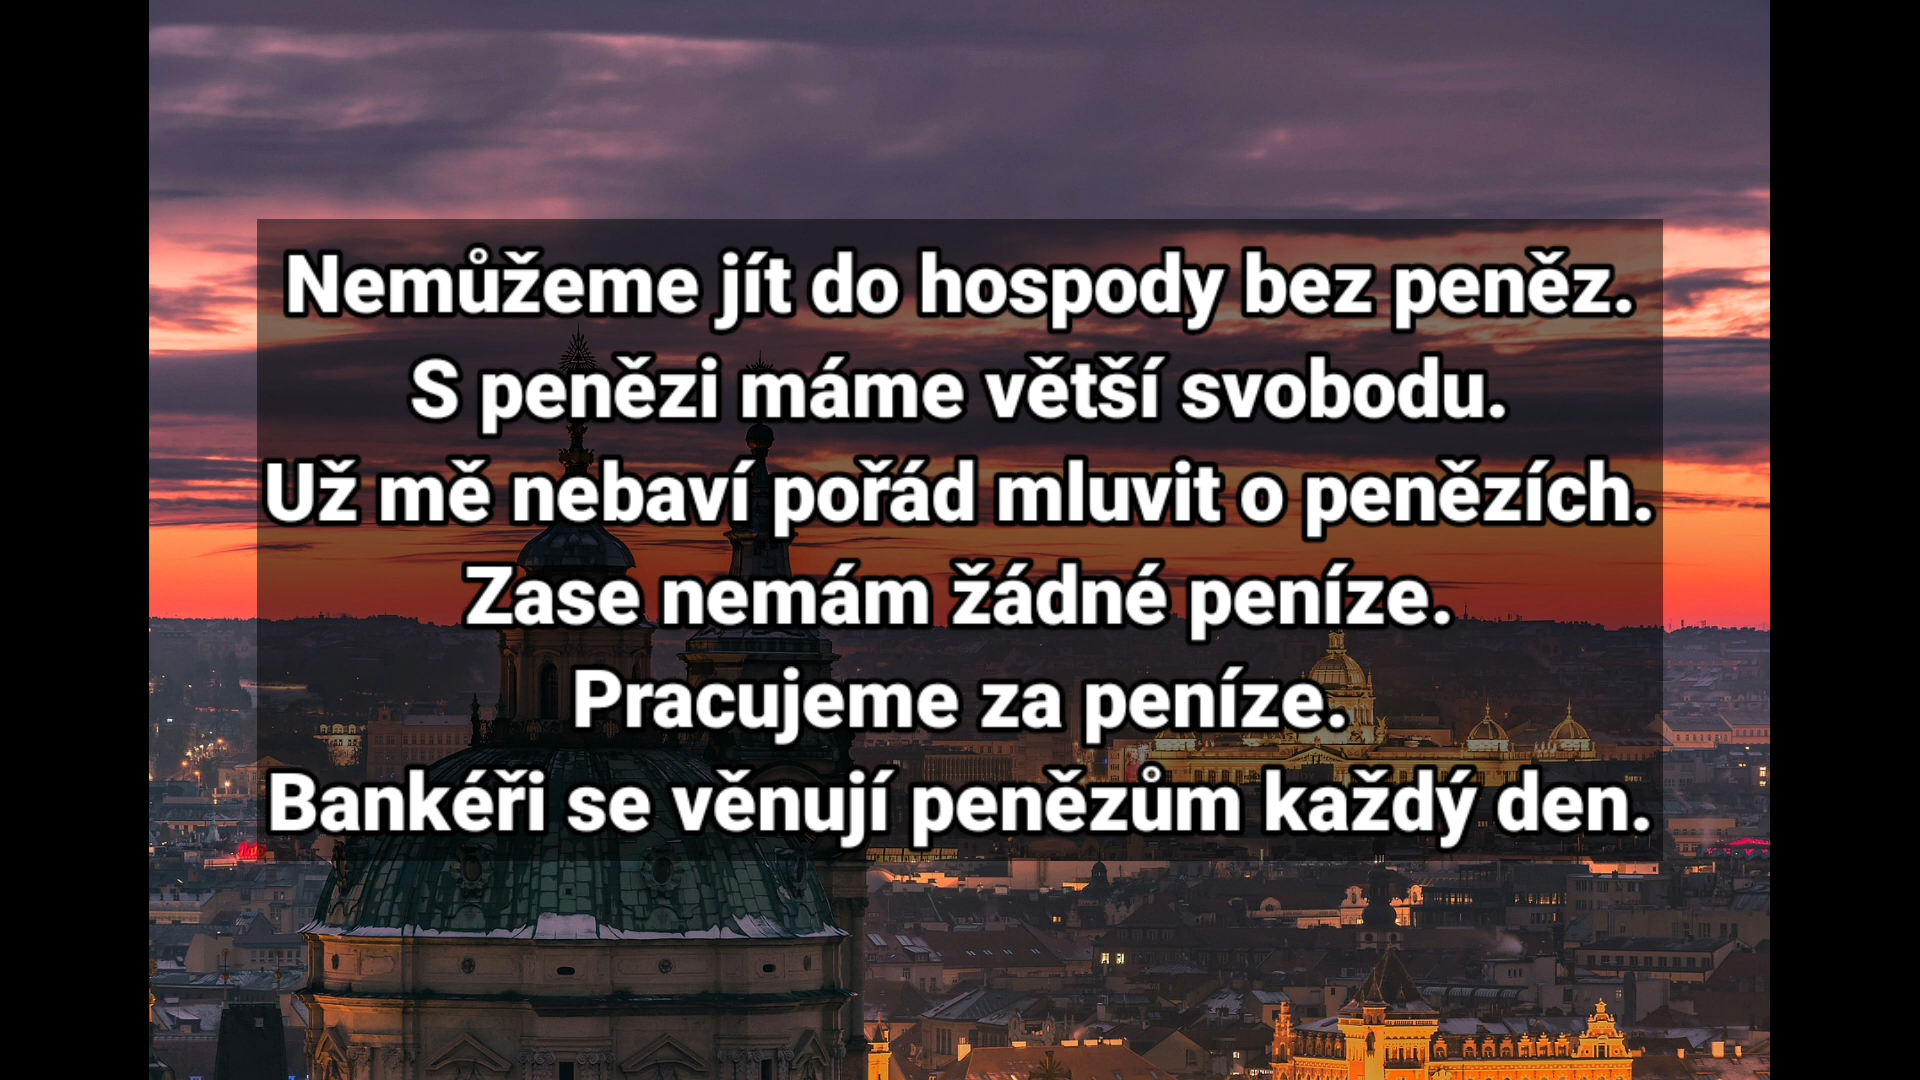 Nemůžeme jít do hospody bez peněz.
S penězi máme větší svobodu.
Už mě nebaví pořád mluvit o penězích.
Zase nemám žádné peníze.
Pracujeme za peníze.
Bankéři se věnují penězům každý den.